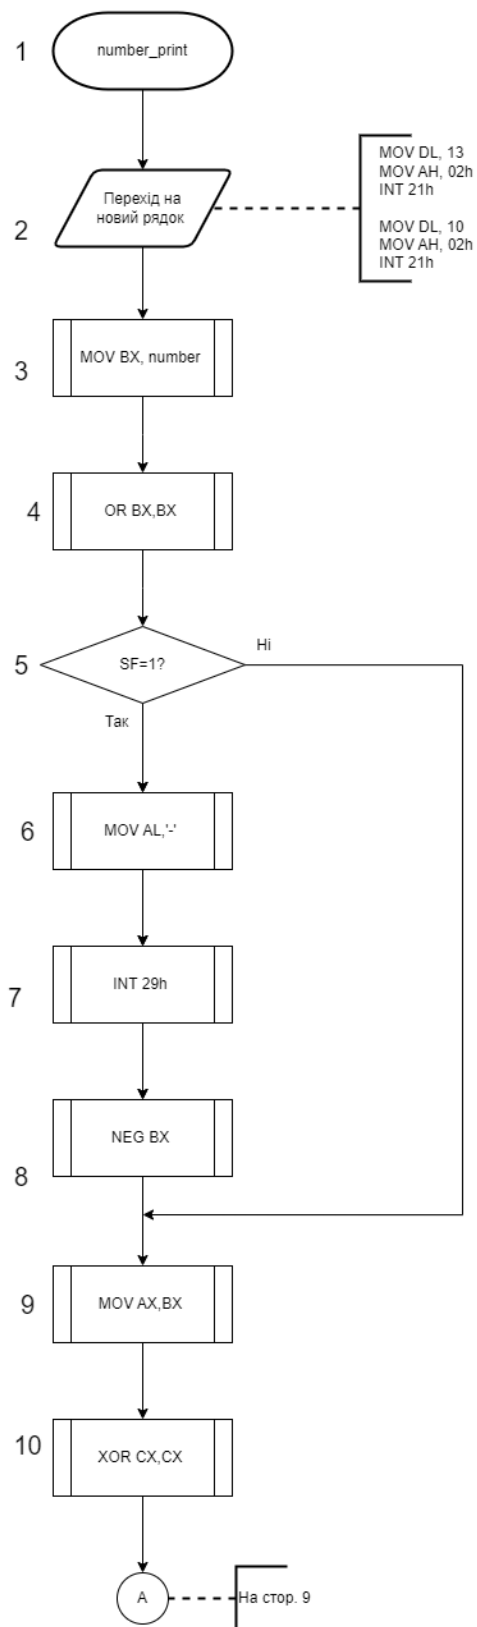 1
number_print
2
Перехід на
новий рядок
MOV DL, 13
MOV AH, 02h
INT 21h
MOV DL, 10
MOV AH, 02h
INT 21h
3
MOV BX, number
4
OR BX,BX
5
SF=1?
Ні
Так
6
MOV AL,'-'
7
INT 29h
8
NEG BX
9
MOV AX,BX
10
XOR CX,CX
A
На стор. 9